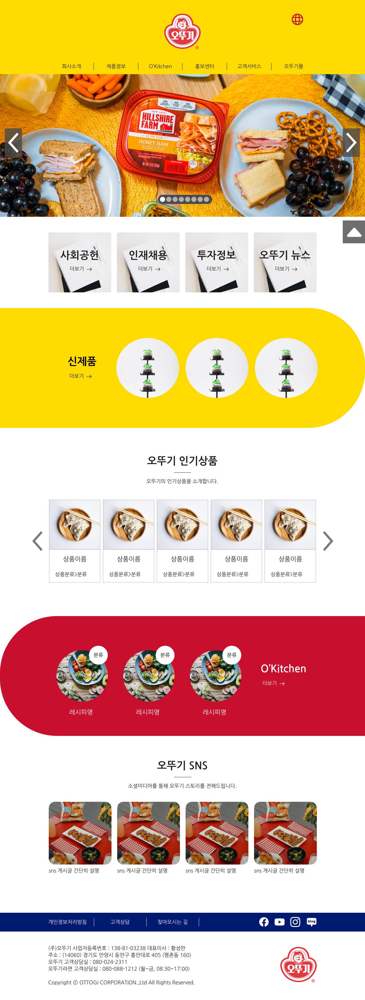 오뚜기
®
회사소개
제품정보
O'Kitchen
홍보센터
고객서비스
오뚜기몰
NO NO NO
EST 1934
HILLSHIRE
FARM
ULTRA THIN
HONEY HAM
NET WT. 9 OZ (255g)
사회공헌
더보기 →
인재채용
더보기 →
투자정보
더보기 →
오뚜기 뉴스
더보기 →
신제품
더보기 →
오뚜기 인기상품
오뚜기의 인기상품을 소개합니다.
상품이름
상품분류>분류
상품이름
상품분류>분류
상품이름
상품분류>분류
상품이름
상품분류>분류
상품이름
상품분류>분류
분류
레시피명
분류
레시피명
분류
레시피명
O'Kitchen
더보기 →
오뚜기 SNS
소셜미디어를 통해 오뚜기 스토리를 전해드립니다.
sns 게시글 간단히 설명
sns 게시글 간단히 설명
sns 게시글 간단히 설명
sns 게시글 간단히 설명
개인정보처리방침
고객상담
찾아오시는 길
blog
(주)오뚜기 사업자등록번호 : 138-81-03238 대표이사 : 황성만
주소 : (14060) 경기도 안양시 동안구 흥안대로 405 (평촌동 160)
오뚜기 고객상담실 : 080-024-2311
오뚜기라면 고객상담실 : 080-088-1212 (월~금, 08:30~17:00)
Copyright ⓒ OTTOGI CORPORATION.,Ltd All Rights Reserved.
오뚜기
®